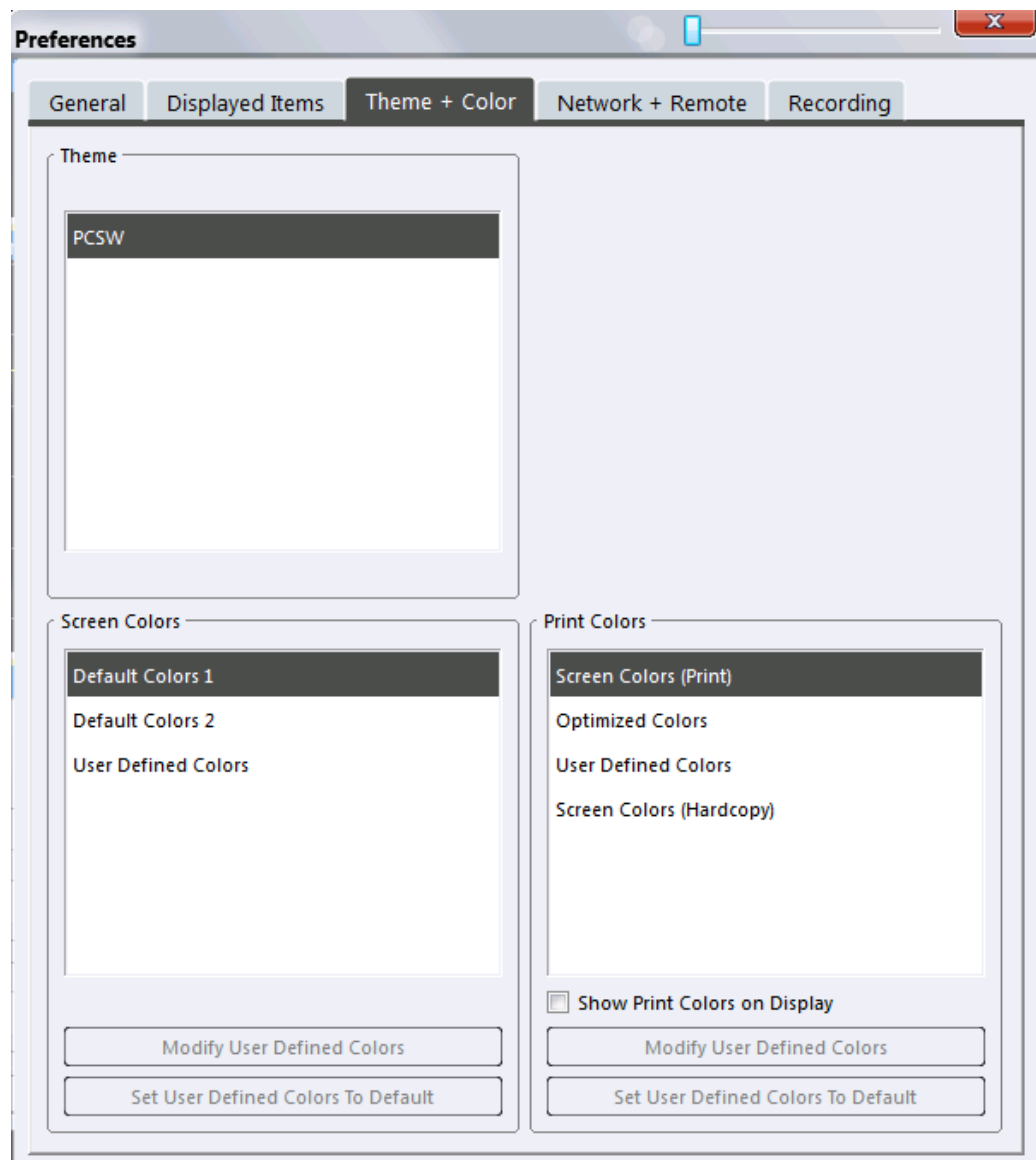 Preferences
General Displayed Items Theme + Color Network + Remote Recording
Theme
PCSW
Screen Colors
Default Colors 1
Default Colors 2
User Defined Colors
Modify User Defined Colors
Set User Defined Colors To Default
Print Colors
Screen Colors (Print)
Optimized Colors
User Defined Colors
Screen Colors (Hardcopy)
Show Print Colors on Display
Modify User Defined Colors
Set User Defined Colors To Default